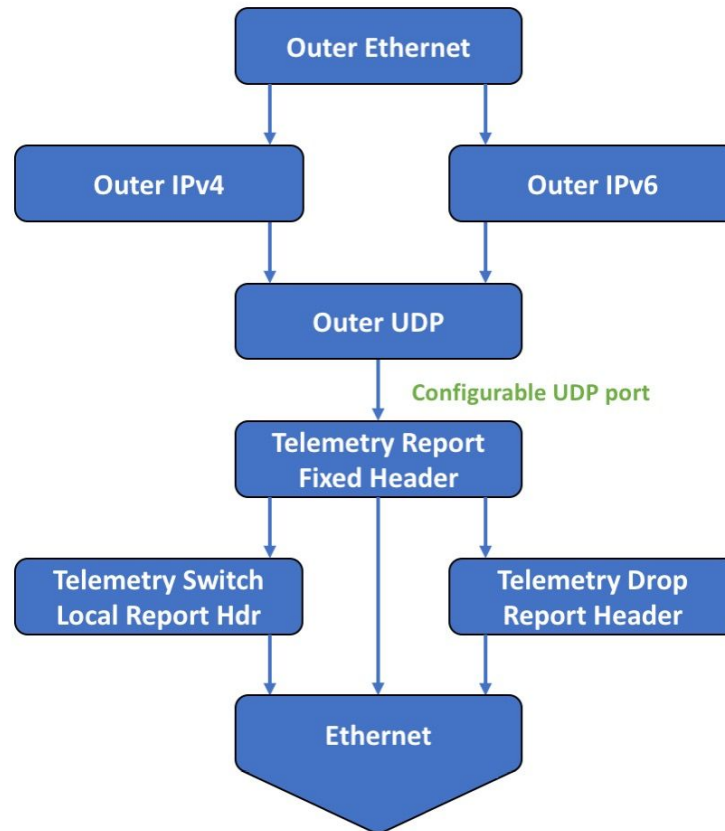 Outer Ethernet
Outer IPv4
Outer IPv6
Outer UDP
Configurable UDP port
Telemetry Report
Fixed Header
Telemetry Switch
Local Report Hdr
Telemetry Drop
Report Header
Ethernet